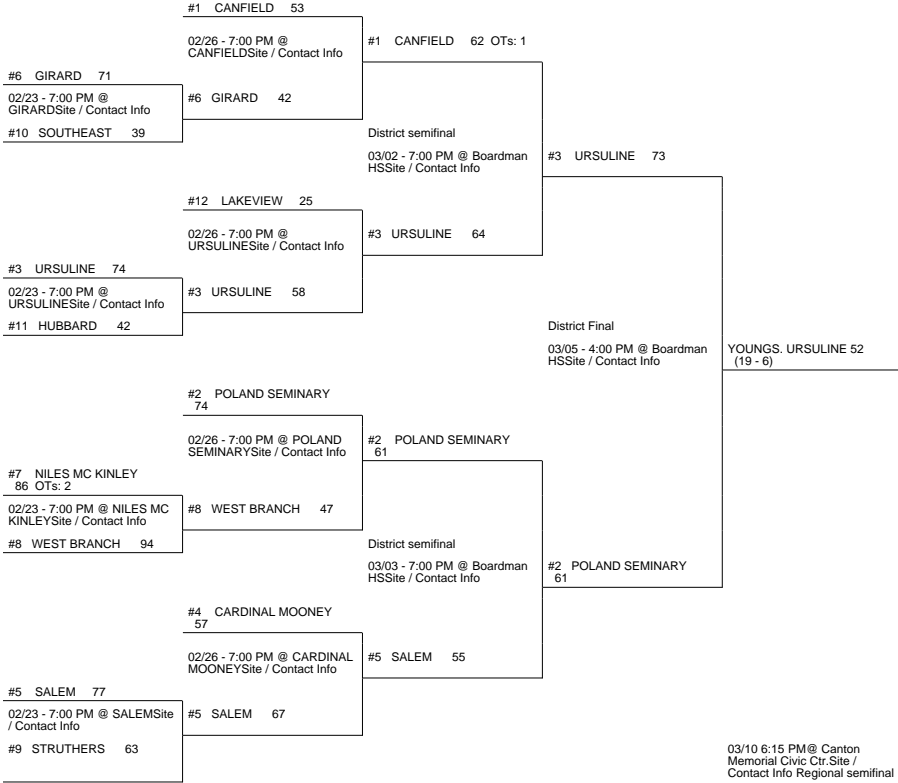 #1 CANFIELD 53
02/26 - 7:00 PM @
CANFIELDSite / Contact Info
#1 CANFIELD 62 OTs: 1
#6 GIRARD 71
02/23 - 7:00 PM @
GIRARDSite / Contact Info
#6 GIRARD 42
#10 SOUTHEAST 39
District semifinal
03/02 - 7:00 PM @ Boardman
HSSite / Contact Info
#3 URSULINE 73
#12 LAKEVIEW 25
02/26 - 7:00 PM @
URSULINESite / Contact Info
#3 URSULINE 64
#3 URSULINE 74
02/23 - 7:00 PM @
URSULINESite / Contact Info
#3 URSULINE 58
#11 HUBBARD 42
District Final
03/05 - 4:00 PM @ Boardman
HSSite / Contact Info
YOUNGS. URSULINE 52
(19 - 6)
#2 POLAND SEMINARY
74
02/26 - 7:00 PM @ POLAND
SEMINARYSite / Contact Info
#2 POLAND SEMINARY
61
#7 NILES MC KINLEY
86 OTs: 2
02/23 - 7:00 PM @ NILES MC
KINLEYSite / Contact Info
#8 WEST BRANCH 47
#8 WEST BRANCH 94
District semifinal
03/03 - 7:00 PM @ Boardman
HSSite / Contact Info
#2 POLAND SEMINARY
61
#4 CARDINAL MOONEY
57
02/26 - 7:00 PM @ CARDINAL
MOONEYSite / Contact Info
#5 SALEM 55
#5 SALEM 77
02/23 - 7:00 PM @ SALEMSite
/ Contact Info
#5 SALEM 67
#9 STRUTHERS 63
03/10 6:15 PM@ Canton
Memorial Civic Ctr.Site /
Contact Info Regional semifinal